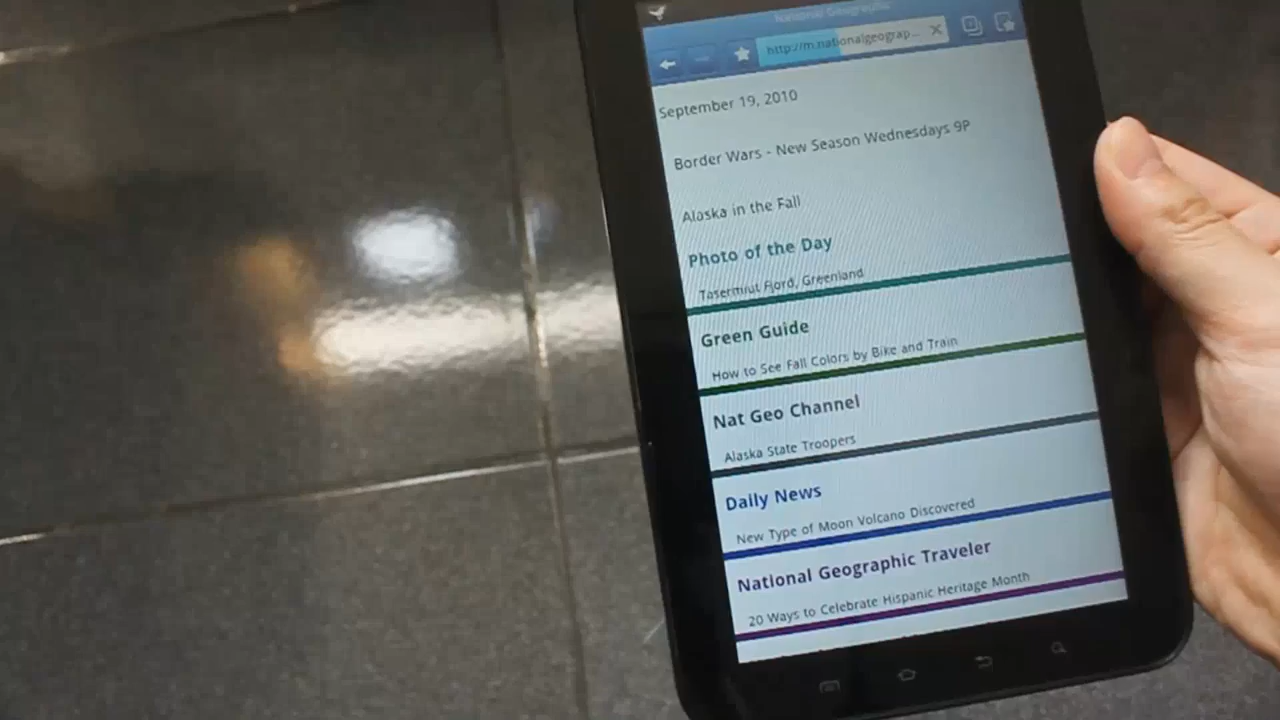 National Geographic
http://m.nationalgeograp...
September 19, 2010
Border Wars - New Season Wednesdays 9P
Alaska in the Fall
Photo of the Day
Tasermiut Fjord, Greenland
Green Guide
How to See Fall Colors by Bike and Train
Nat Geo Channel
Alaska State Troopers
Daily News
New Type of Moon Volcano Discovered
National Geographic Traveler
20 Ways to Celebrate Hispanic Heritage Month